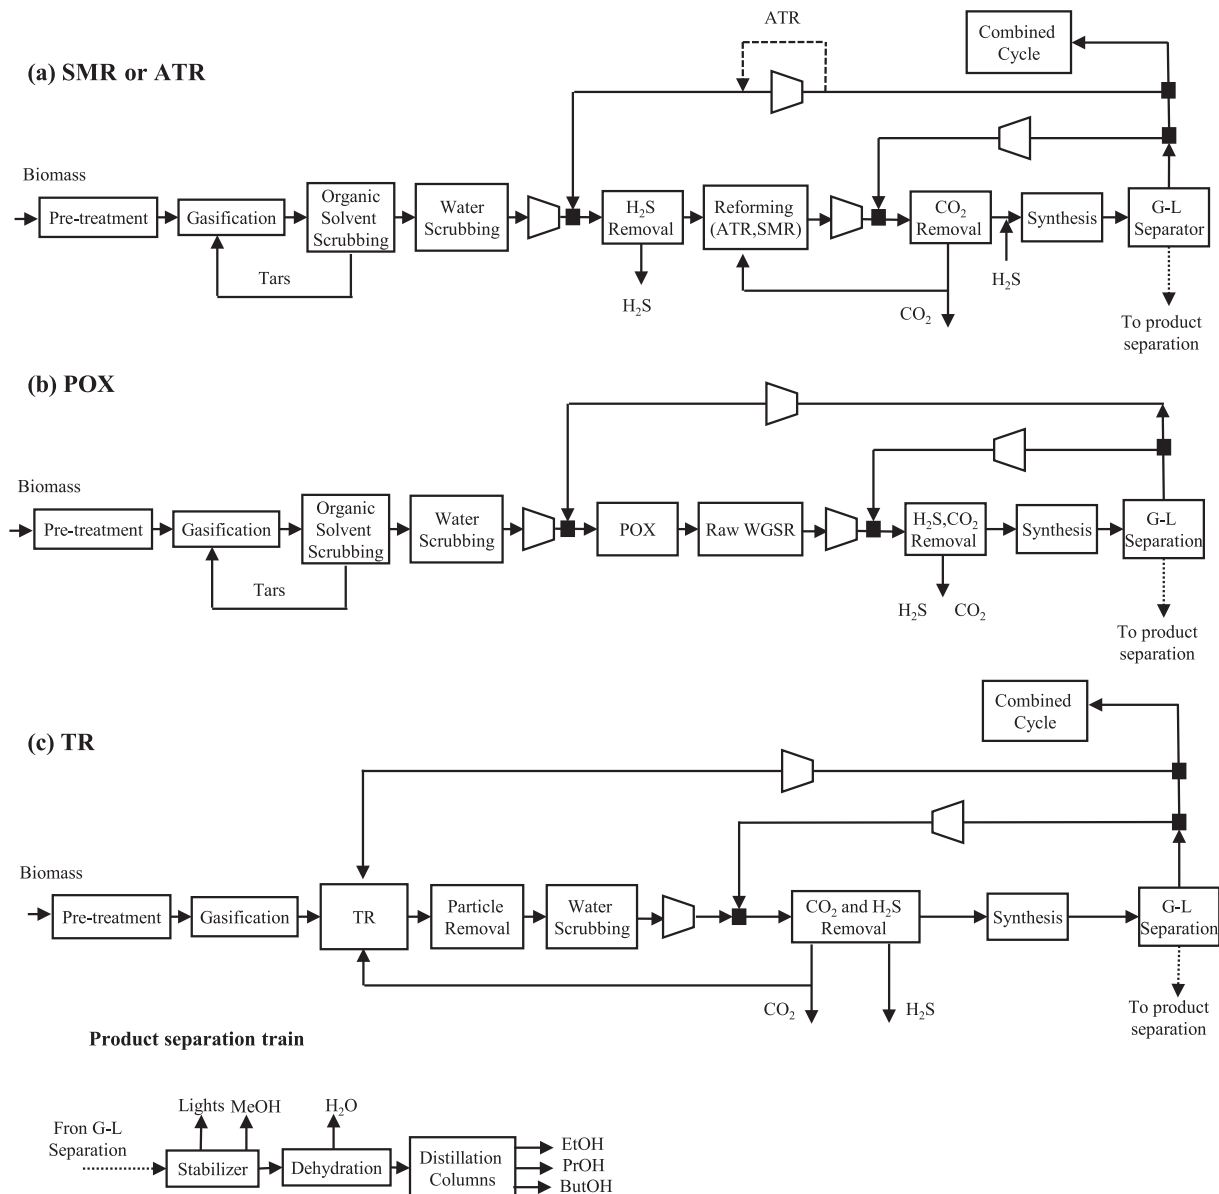 ATR
Combined
Cycle
(a) SMR or ATR
Biomass
Pre-treatment
Gasification
Organic
Solvent
Scrubbing
Water
Scrubbing
H₂S
Removal
Reforming
(ATR,SMR)
CO₂
Removal
Synthesis
G-L
Separator
Tars
H₂S
CO₂
H₂S
To product
separation
(b) POX
Biomass
Pre-treatment
Gasification
Organic
Solvent
Scrubbing
Water
Scrubbing
POX
Raw WGSR
H₂S,CO₂
Removal
Synthesis
G-L
Separation
Tars
H₂S
CO₂
To product
separation
Combined
Cycle
(c) TR
Biomass
Pre-treatment
Gasification
TR
Particle
Removal
Water
Scrubbing
CO₂ and H₂S
Removal
Synthesis
G-L
Separation
CO₂
H₂S
To product
separation
Product separation train
Fron G-L
Separation
Lights
MeOH
H₂O
Stabilizer
Dehydration
Distillation
Columns
EtOH
PrOH
ButOH